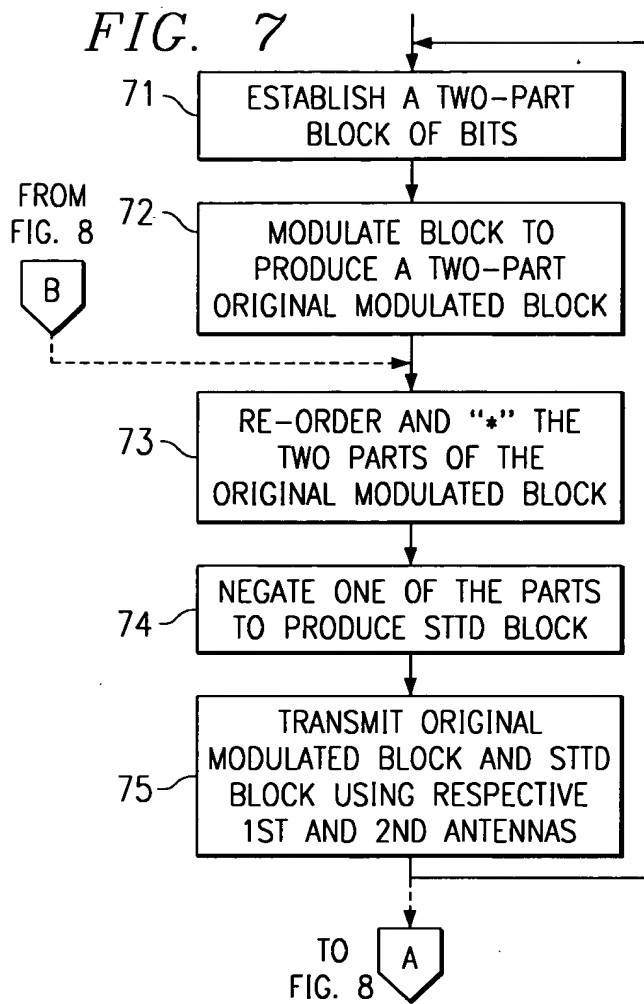 FIG. 7
71
ESTABLISH A TWO-PART
BLOCK OF BITS
FROM
FIG. 8
B
72
MODULATE BLOCK TO
PRODUCE A TWO-PART
ORIGINAL MODULATED BLOCK
73
RE-ORDER AND "*" THE
TWO PARTS OF THE
ORIGINAL MODULATED BLOCK
74
NEGATE ONE OF THE PARTS
TO PRODUCE STTD BLOCK
75
TRANSMIT ORIGINAL
MODULATED BLOCK AND STTD
BLOCK USING RESPECTIVE
1ST AND 2ND ANTENNAS
TO
FIG. 8
A